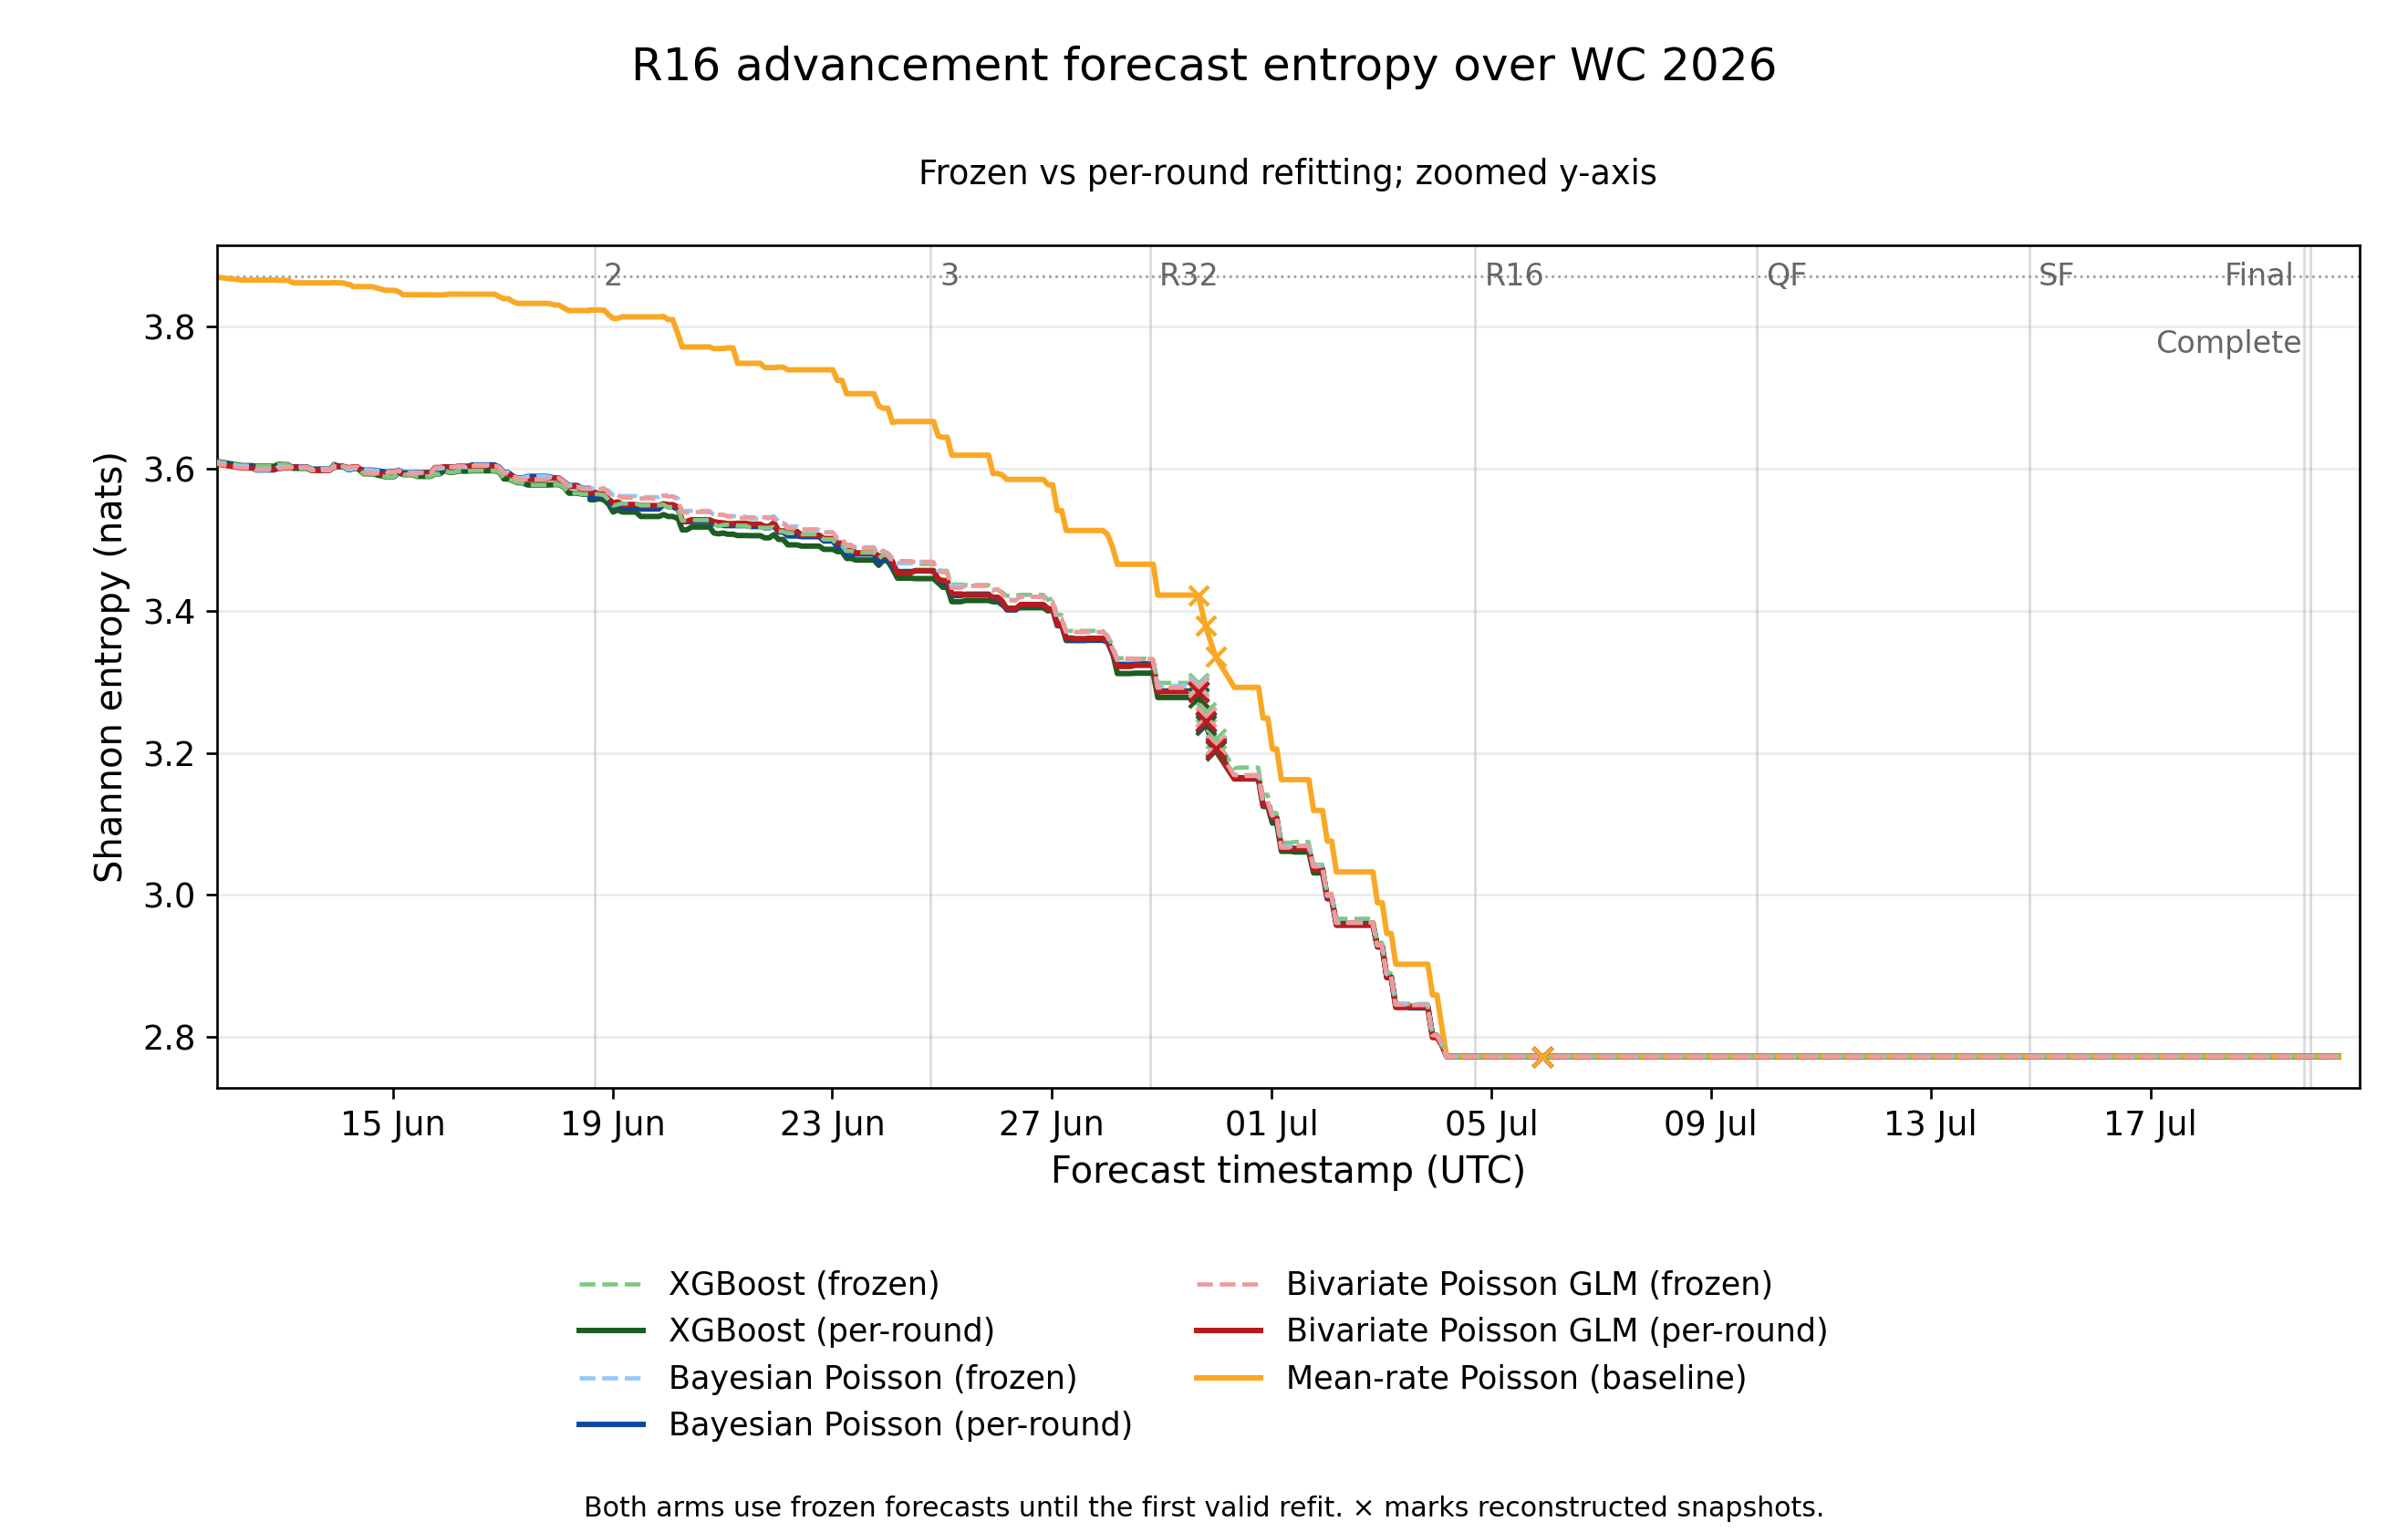 R16 advancement forecast entropy over WC 2026
Frozen vs per-round refitting; zoomed y-axis
2
3
R32
R16
QF
SF
Final
Complete
Shannon entropy (nats)
3.8
3.6
3.4
3.2
3.0
2.8
15 Jun
19 Jun
23 Jun
27 Jun
01 Jul
05 Jul
09 Jul
13 Jul
17 Jul
Forecast timestamp (UTC)
XGBoost (frozen)
XGBoost (per-round)
Bayesian Poisson (frozen)
Bayesian Poisson (per-round)
Bivariate Poisson GLM (frozen)
Bivariate Poisson GLM (per-round)
Mean-rate Poisson (baseline)
Both arms use frozen forecasts until the first valid refit. × marks reconstructed snapshots.